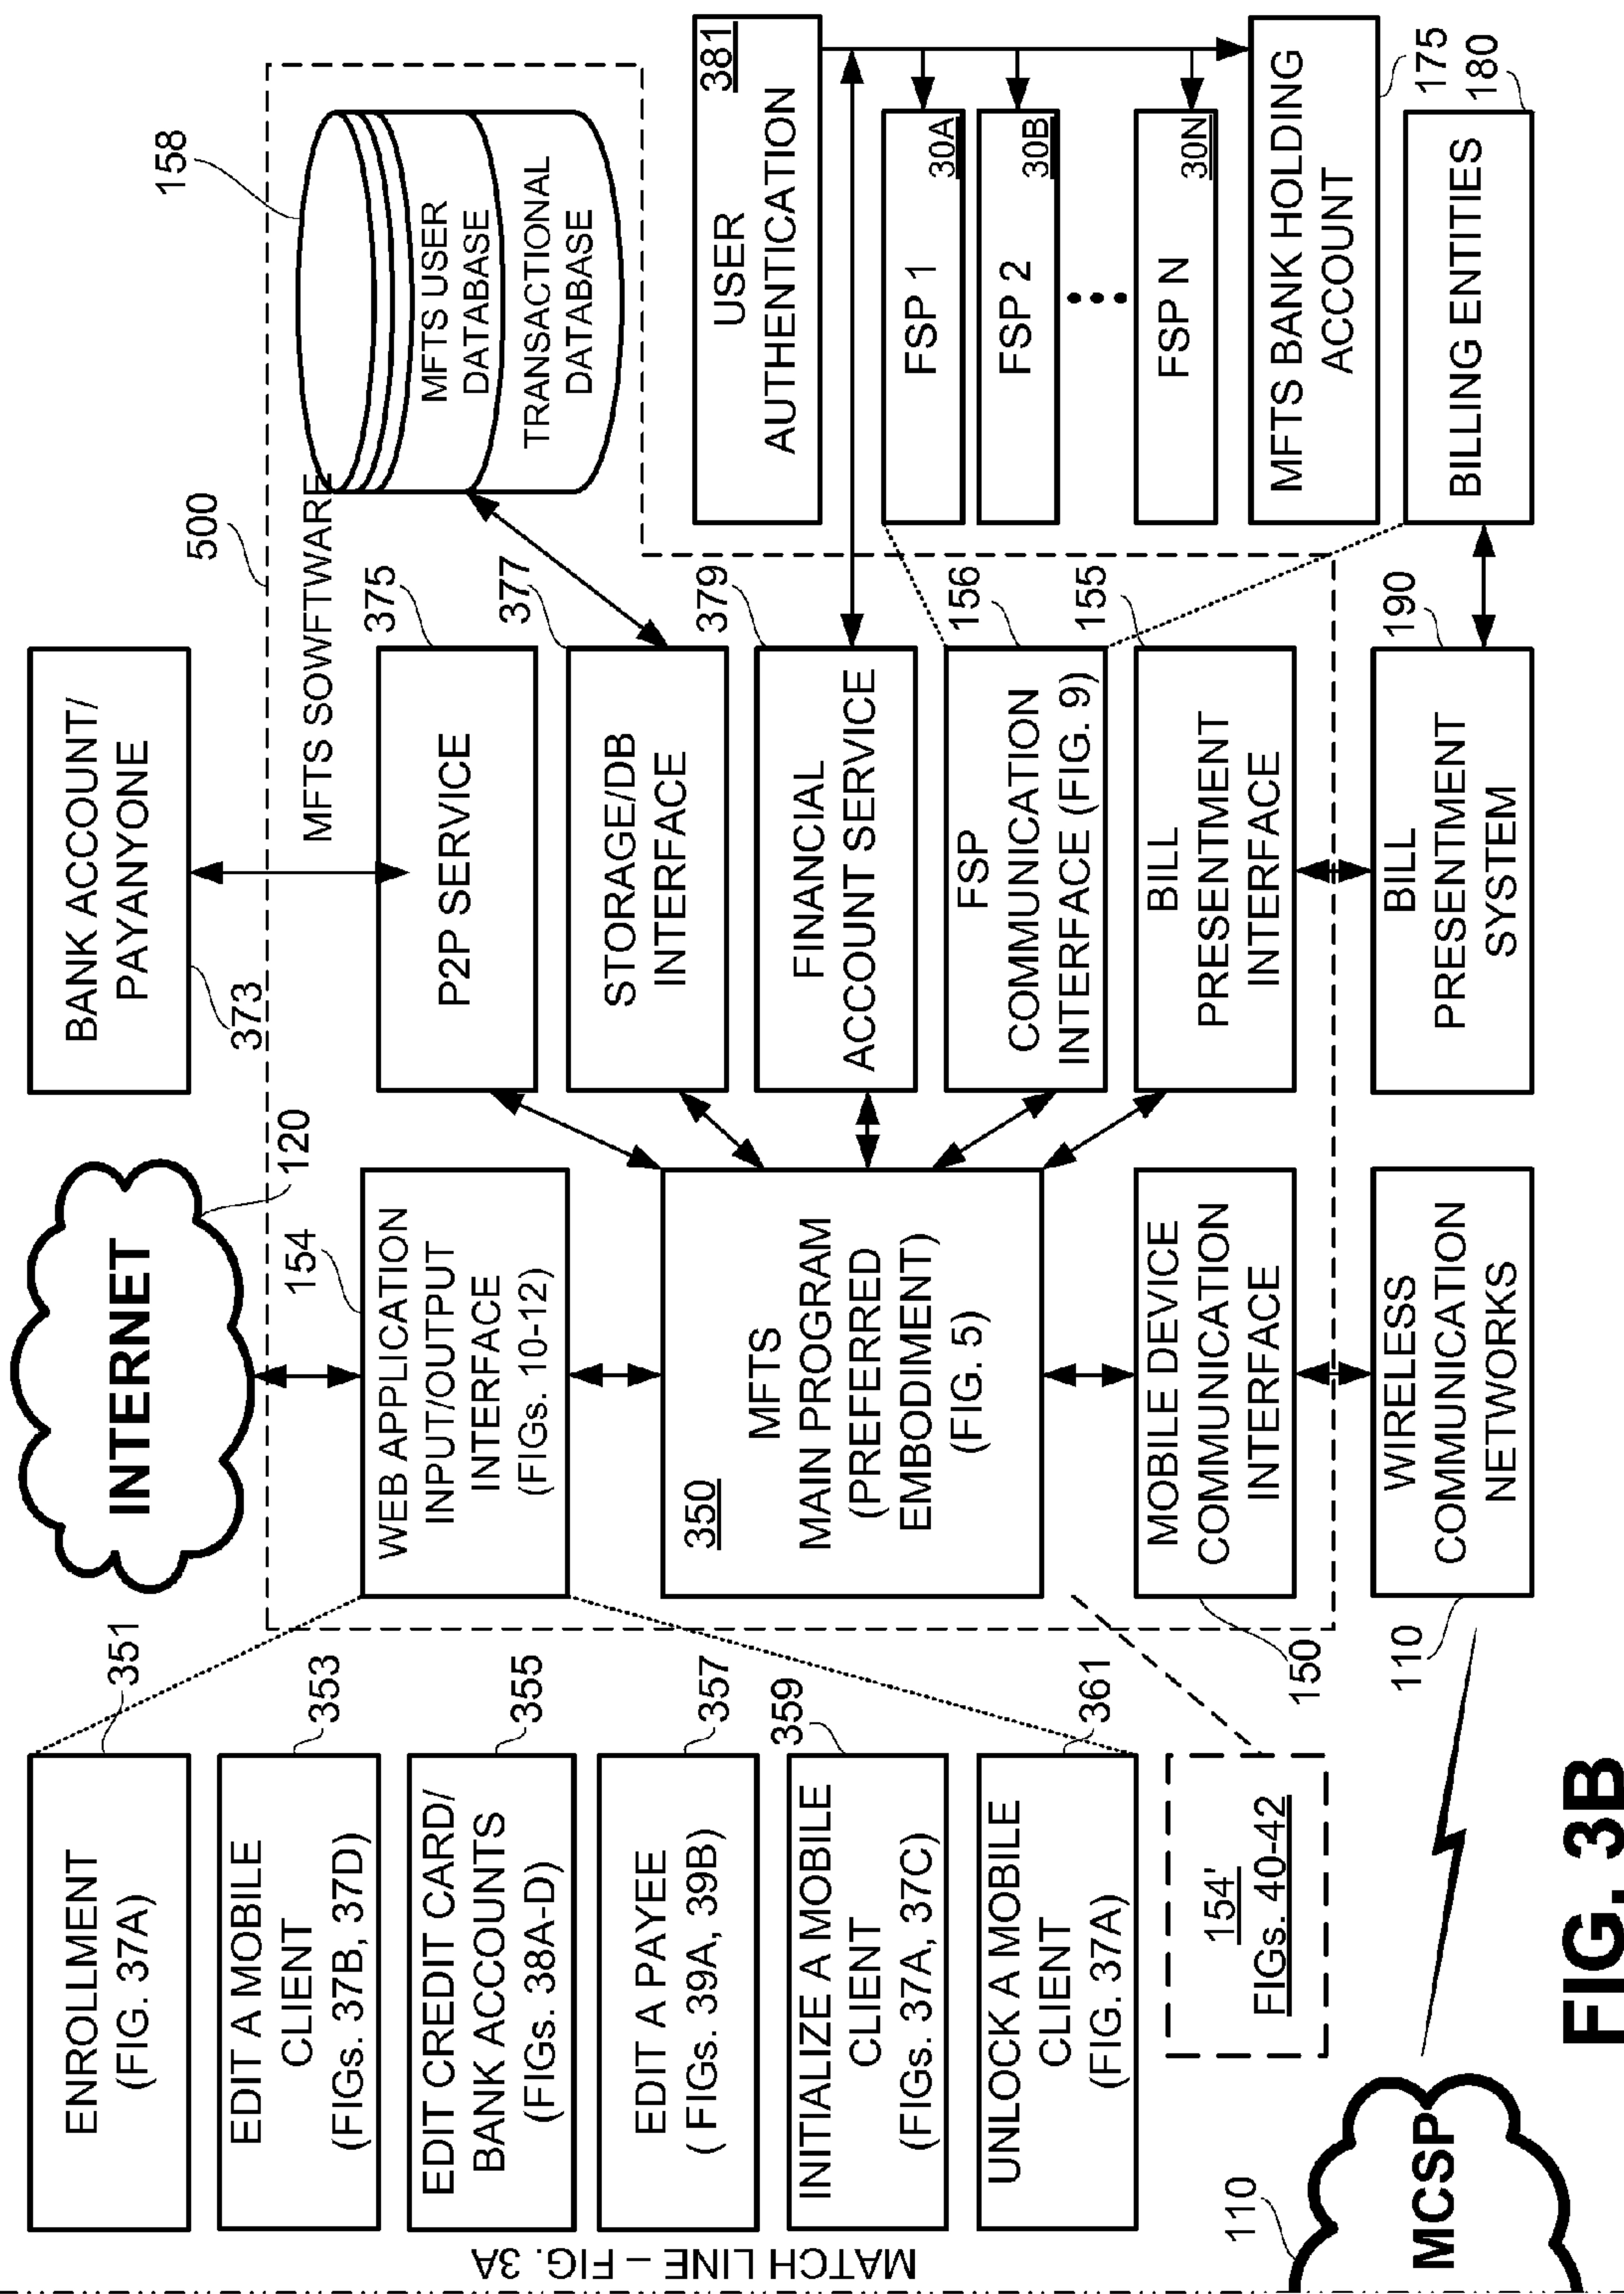 MATCH LINE – FIG. 3A
ENROLLMENT
(FIG. 37A)
351
EDIT A MOBILE
CLIENT
(FIGs. 37B, 37D)
353
EDIT CREDIT CARD/
BANK ACCOUNTS
(FIGs. 38A-D)
355
EDIT A PAYEE
( FIGs. 39A, 39B)
357
INITIALIZE A MOBILE
CLIENT
(FIGs. 37A, 37C)
359
UNLOCK A MOBILE
CLIENT
(FIG. 37A)
361
154'
FIGs. 40-42
110
MCSP
INTERNET
120
154
WEB APPLICATION
INPUT/OUTPUT
INTERFACE
(FIGs. 10-12)
350
MFTS
MAIN PROGRAM
(PREFERRED
EMBODIMENT)
(FIG. 5)
MOBILE DEVICE
COMMUNICATION
INTERFACE
150
WIRELESS
COMMUNICATION
NETWORKS
110
BANK ACCOUNT/
PAYANYONE
373
500
MFTS SOWFTWARE
P2P SERVICE
375
STORAGE/DB
INTERFACE
377
FINANCIAL
ACCOUNT SERVICE
379
FSP
COMMUNICATION
INTERFACE (FIG. 9)
156
BILL
PRESENTMENT
INTERFACE
155
BILL
PRESENTMENT
SYSTEM
190
158
MFTS USER
DATABASE
TRANSACTIONAL
DATABASE
USER
AUTHENTICATION
381
FSP 1
30A
FSP 2
30B
FSP N
30N
MFTS BANK HOLDING
ACCOUNT
175
BILLING ENTITIES
180
FIG. 3B